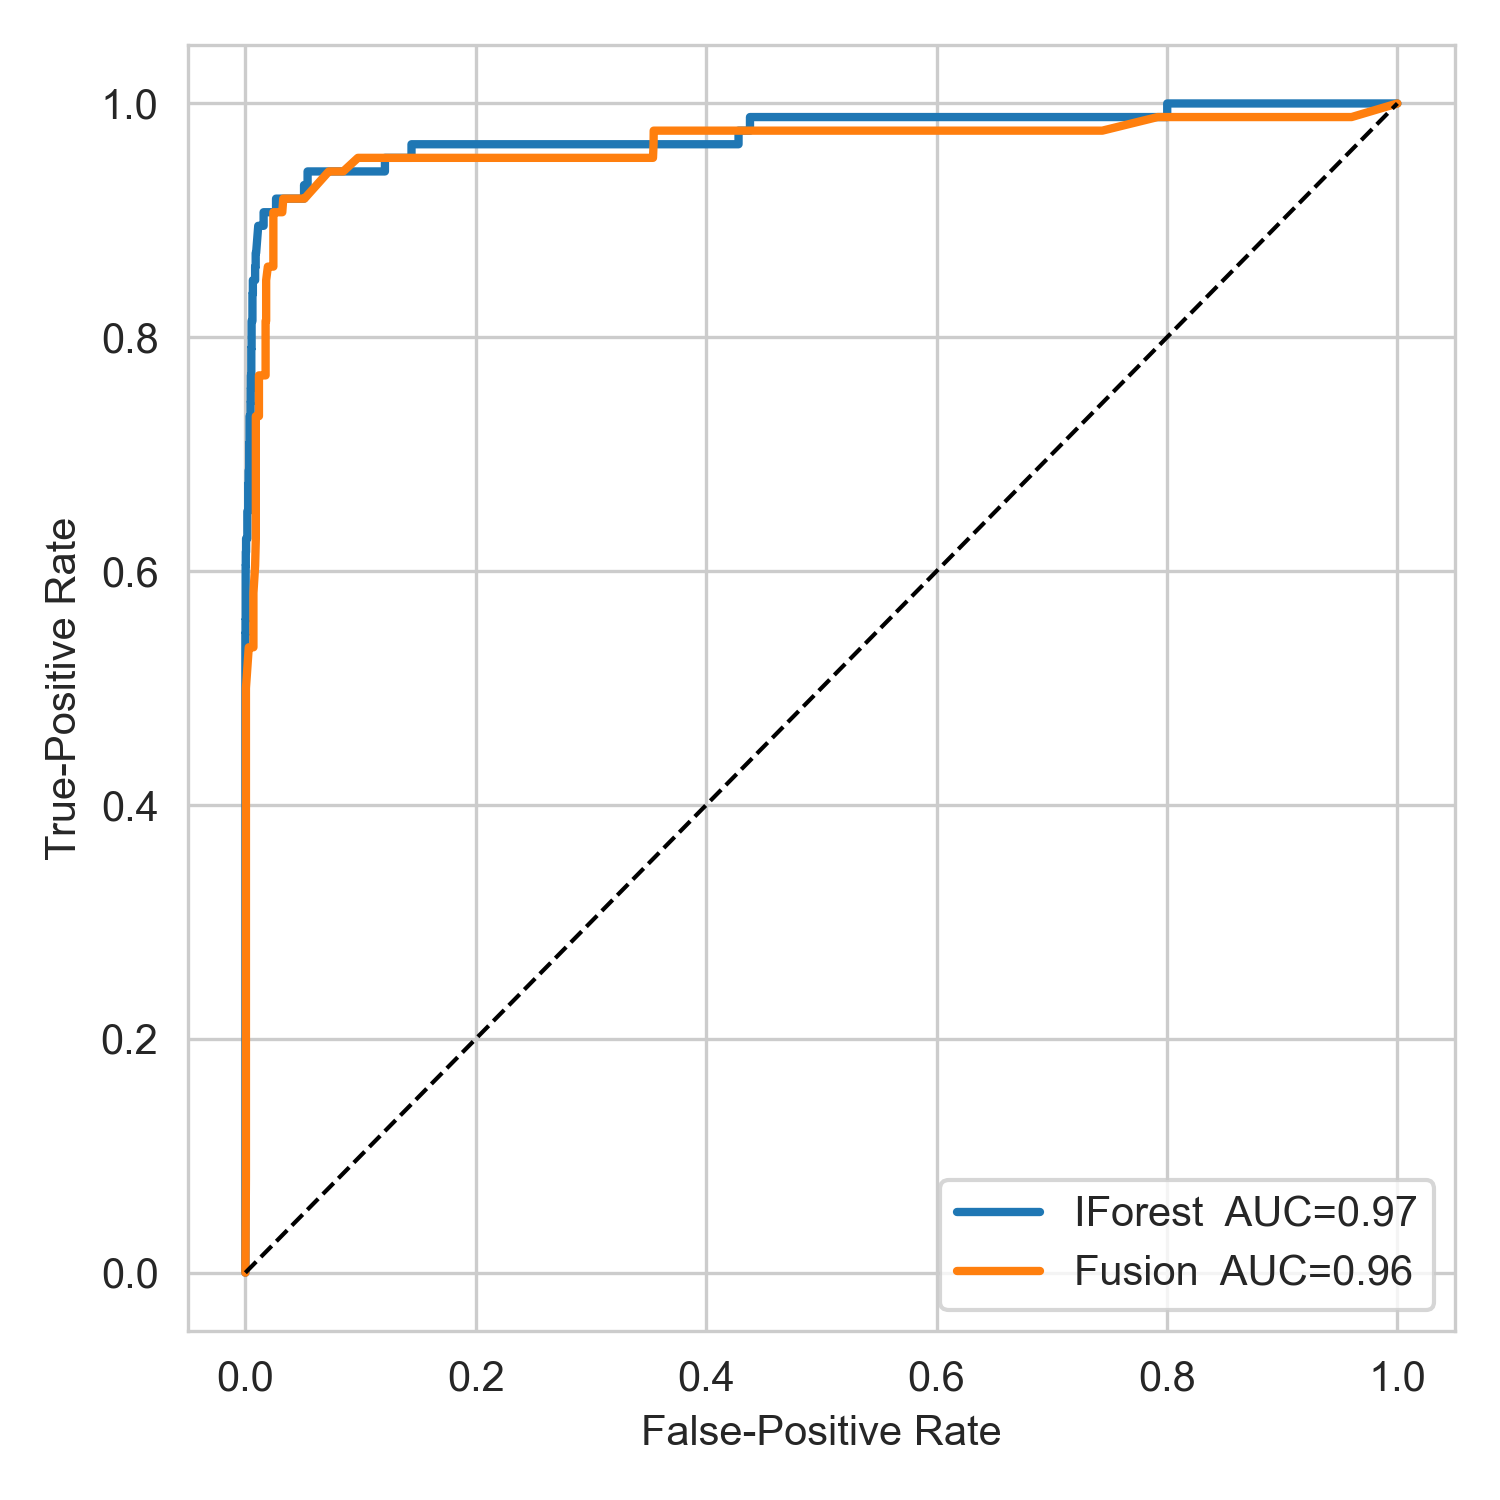 1.0
0.8
0.6
0.4
0.2
0.0
True-Positive Rate
0.0 0.2 0.4 0.6 0.8 1.0
False-Positive Rate
IForest AUC=0.97
Fusion AUC=0.96